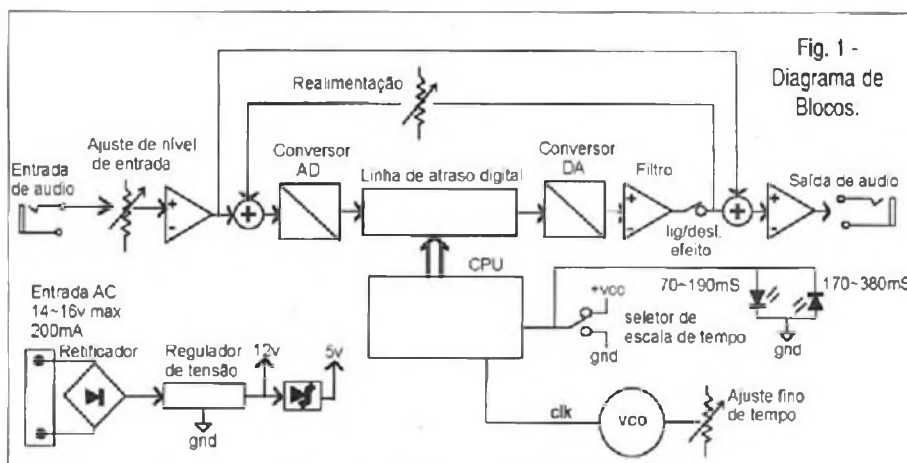 Fig. 1 -
Diagrama de
Blocos.
Realimentação
Ajuste de nível
de entrada
Entrada
de audio
Conversor
AD
Linha de atraso digital
Conversor
DA
Filtro
Saída de audio
lig/desl.
efeito
+
-
+
+
-
+
+
-
CPU
Entrada AC
14~16v max
200mA
Retificador
Regulador
de tensão
12v
5v
gnd
+vcc
gnd
seletor de
escala de tempo
70~190mS
170~380mS
gnd
clk
vco
Ajuste fino
de tempo